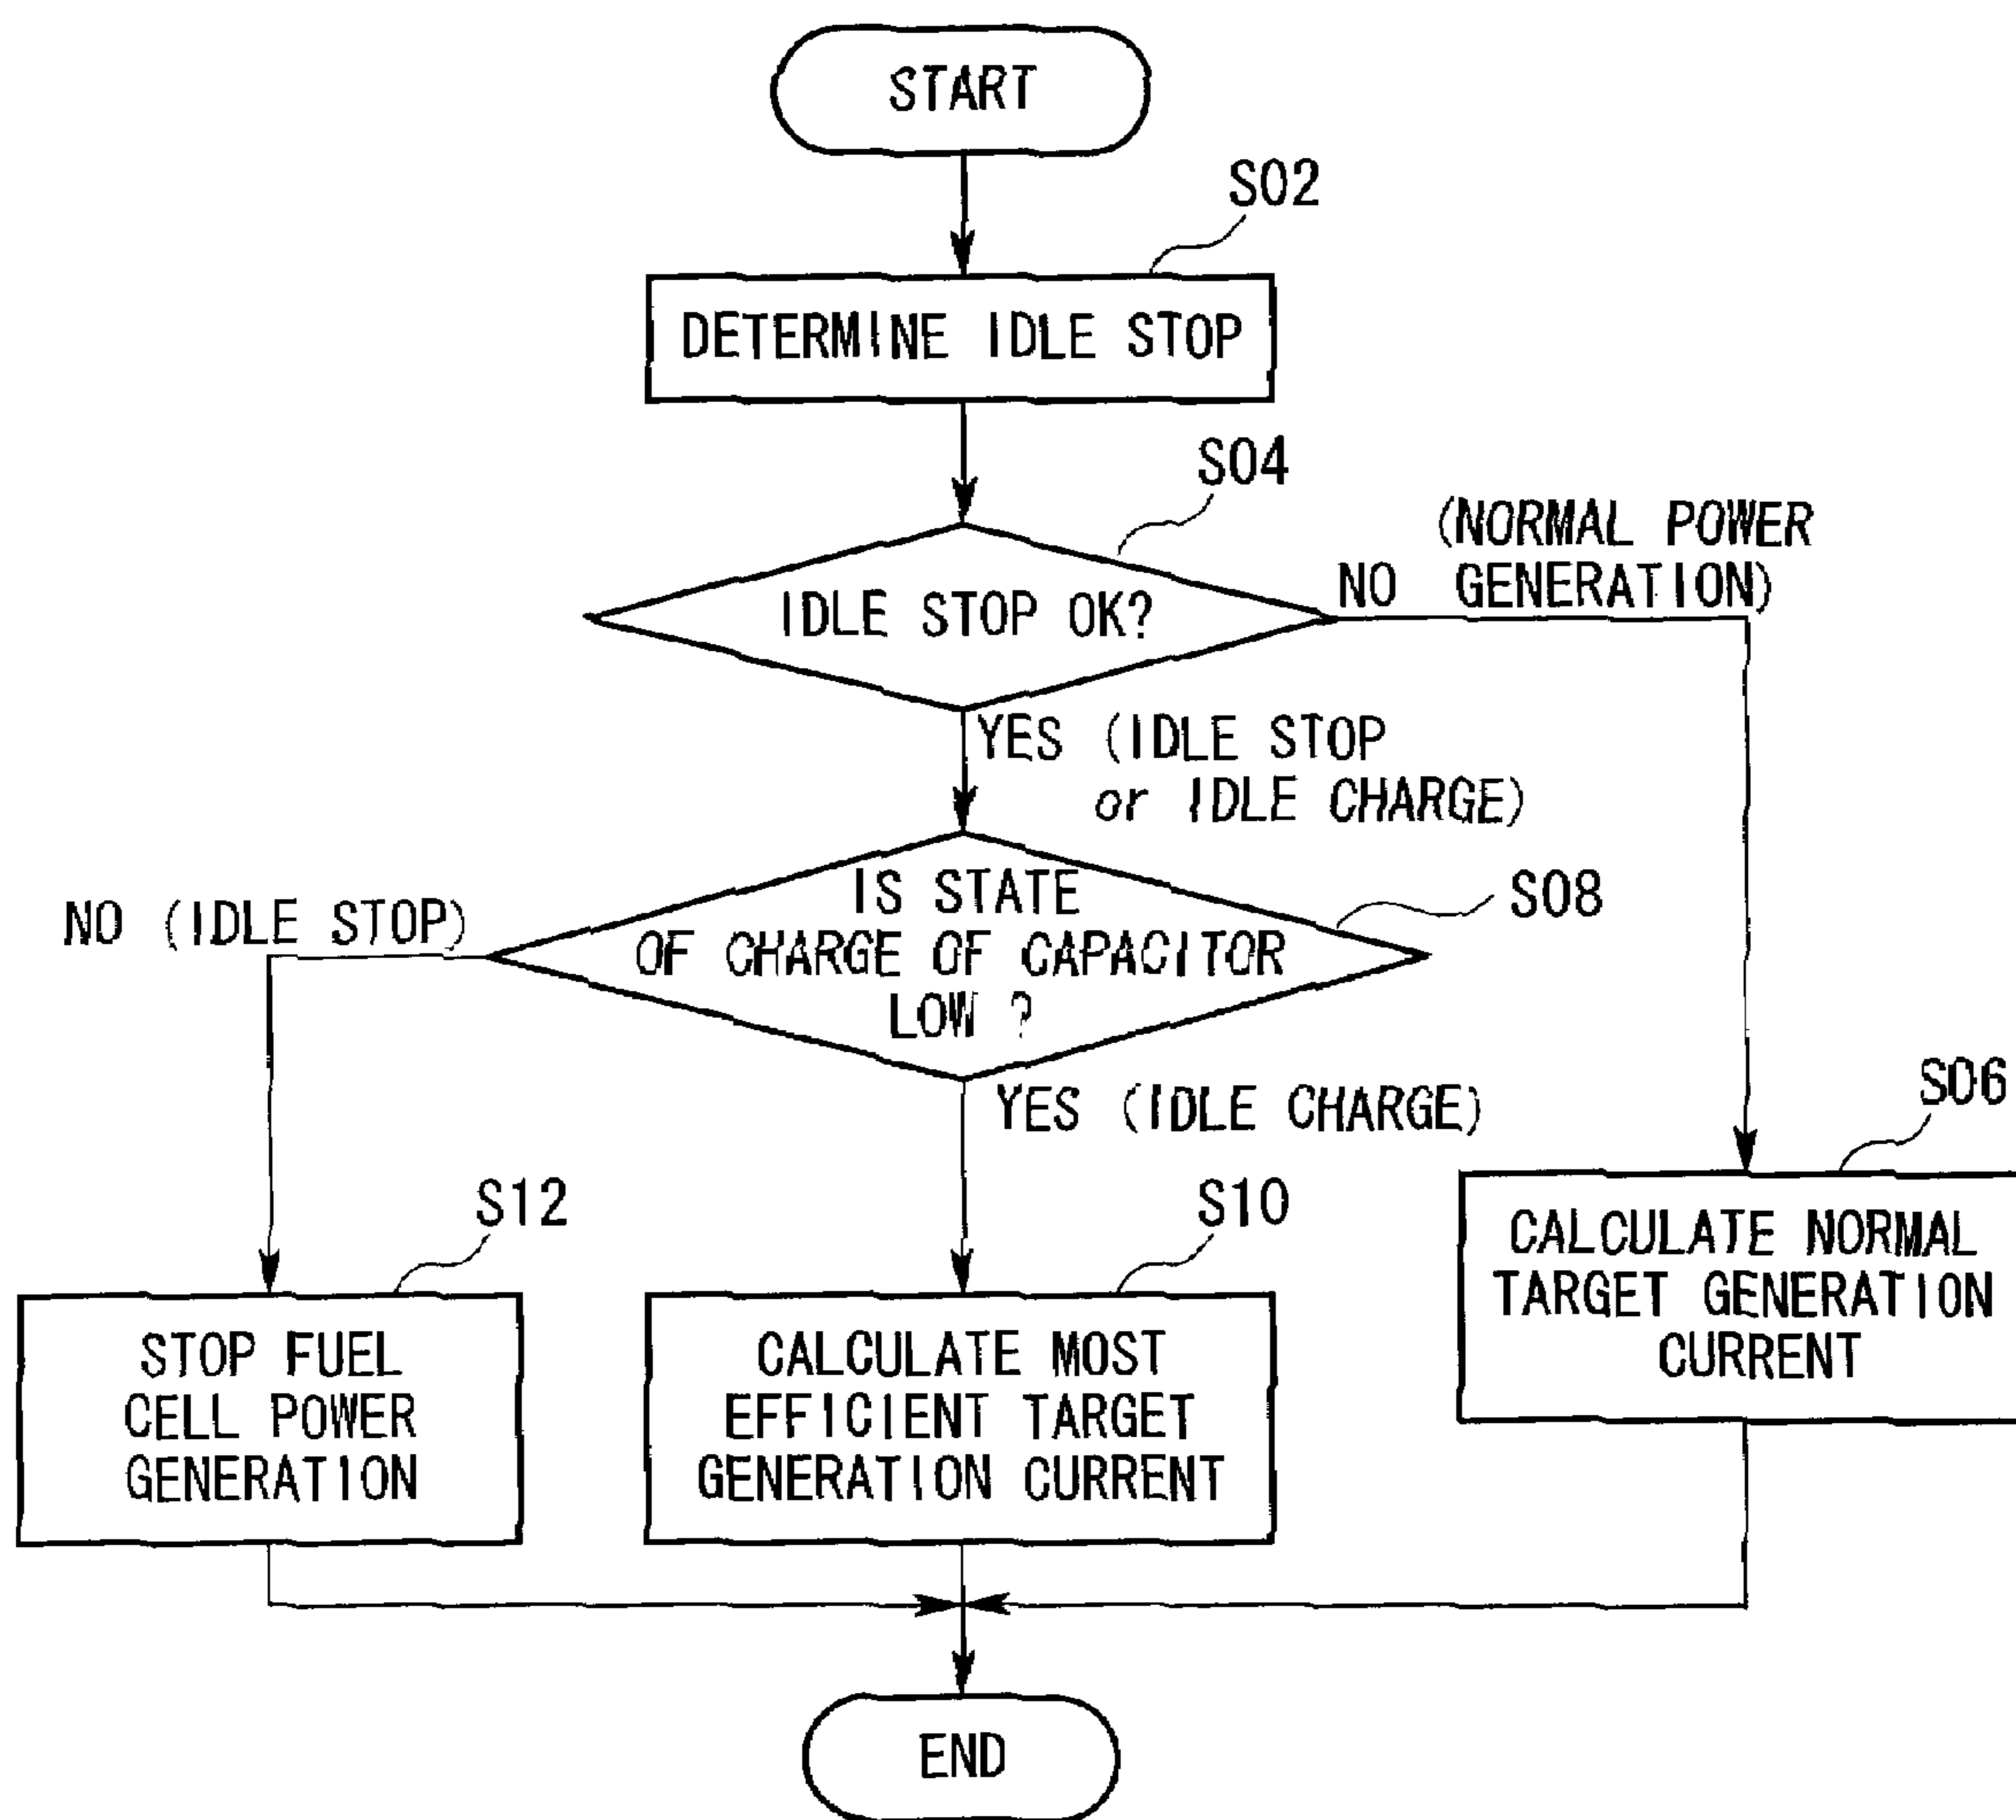 START
S02
DETERMINE IDLE STOP
S04
IDLE STOP OK?
(NORMAL POWER
NO GENERATION)
YES (IDLE STOP
or IDLE CHARGE)
IS STATE
OF CHARGE OF CAPACITOR
LOW ?
S08
NO (IDLE STOP)
YES (IDLE CHARGE)
S06
CALCULATE NORMAL
TARGET GENERATION
CURRENT
S12
STOP FUEL
CELL POWER
GENERATION
S10
CALCULATE MOST
EFFICIENT TARGET
GENERATION CURRENT
END